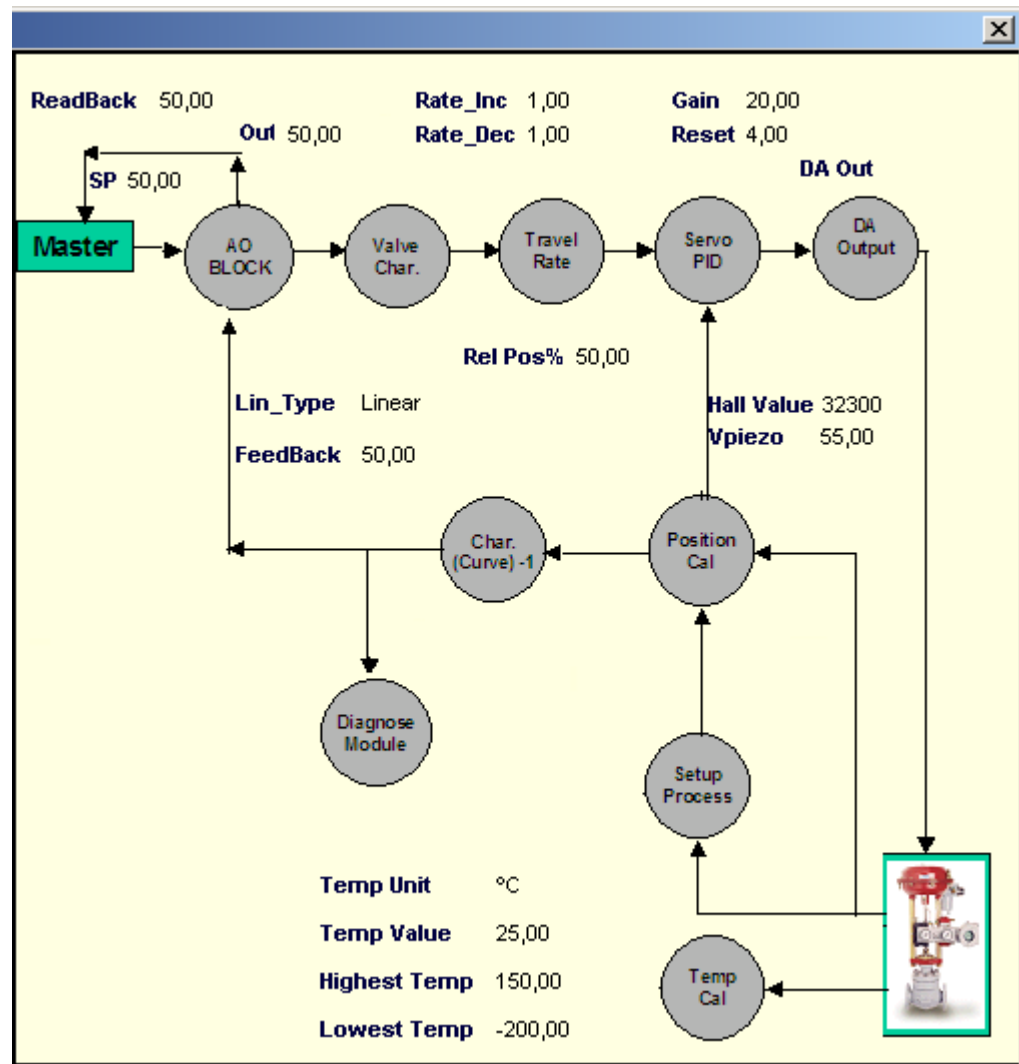 ReadBack 50,00
Rate_Inc 1,00
Gain 20,00
Out 50,00
Rate_Dec 1,00
Reset 4,00
SP 50,00
DA Out
Master
AO
BLOCK
Valve
Char.
Travel
Rate
Servo
PID
DA
Output
Rel Pos% 50,00
Lin_Type Linear
Hall Value 32300
Vpiezo 55,00
FeedBack 50,00
Char.
(Curve) -1
Position
Cal
Diagnose
Module
Setup
Process
Temp Unit °C
Temp Value 25,00
Highest Temp 150,00
Lowest Temp -200,00
Temp
Cal